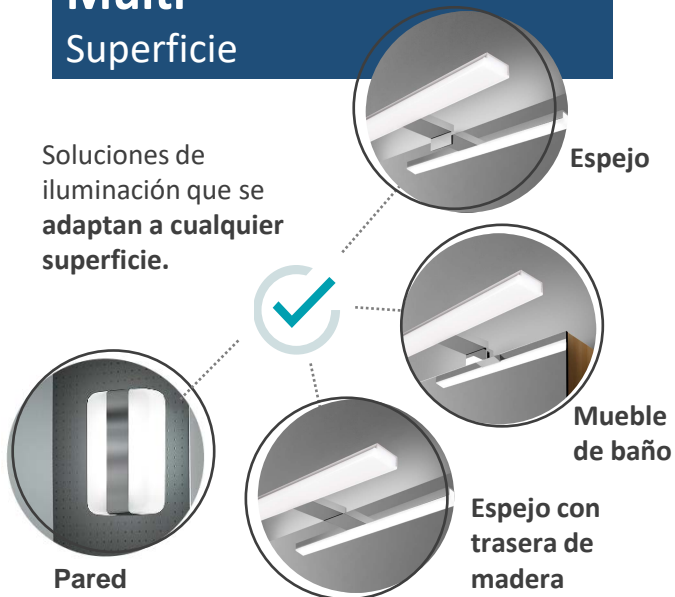 Multi
Superficie
Soluciones de
iluminación que se
adaptan a cualquier
superficie.
Espejo
Mueble
de baño
Espejo con
trasera de
madera
Pared